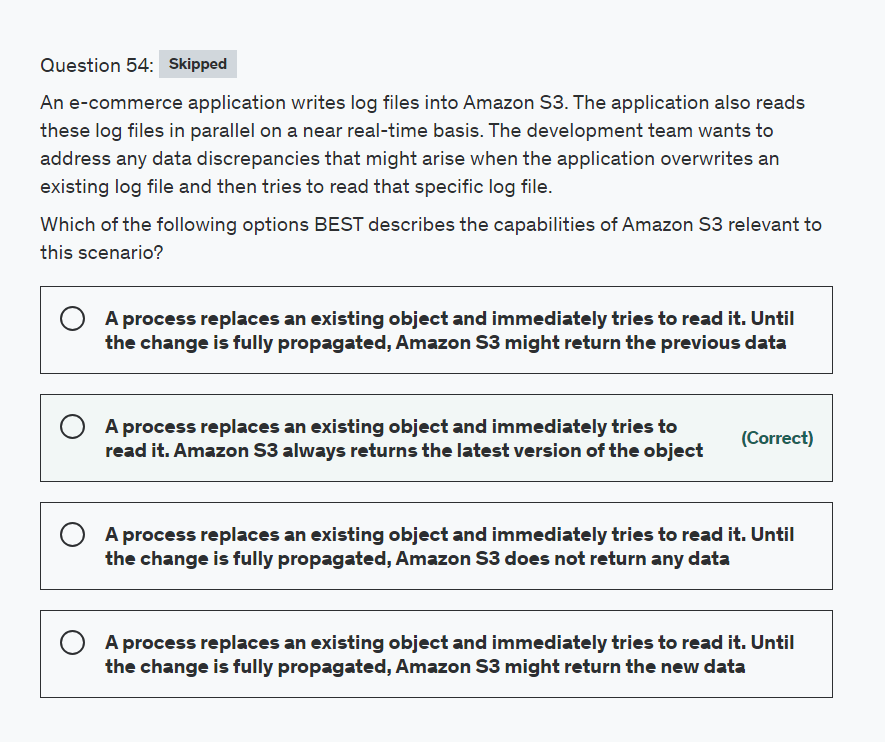 Question 54: Skipped
An e-commerce application writes log files into Amazon S3. The application also reads
these log files in parallel on a near real-time basis. The development team wants to
address any data discrepancies that might arise when the application overwrites an
existing log file and then tries to read that specific log file.
Which of the following options BEST describes the capabilities of Amazon S3 relevant to
this scenario?
A process replaces an existing object and immediately tries to read it. Until
the change is fully propagated, Amazon S3 might return the previous data
A process replaces an existing object and immediately tries to
read it. Amazon S3 always returns the latest version of the object
(Correct)
A process replaces an existing object and immediately tries to read it. Until
the change is fully propagated, Amazon S3 does not return any data
A process replaces an existing object and immediately tries to read it. Until
the change is fully propagated, Amazon S3 might return the new data